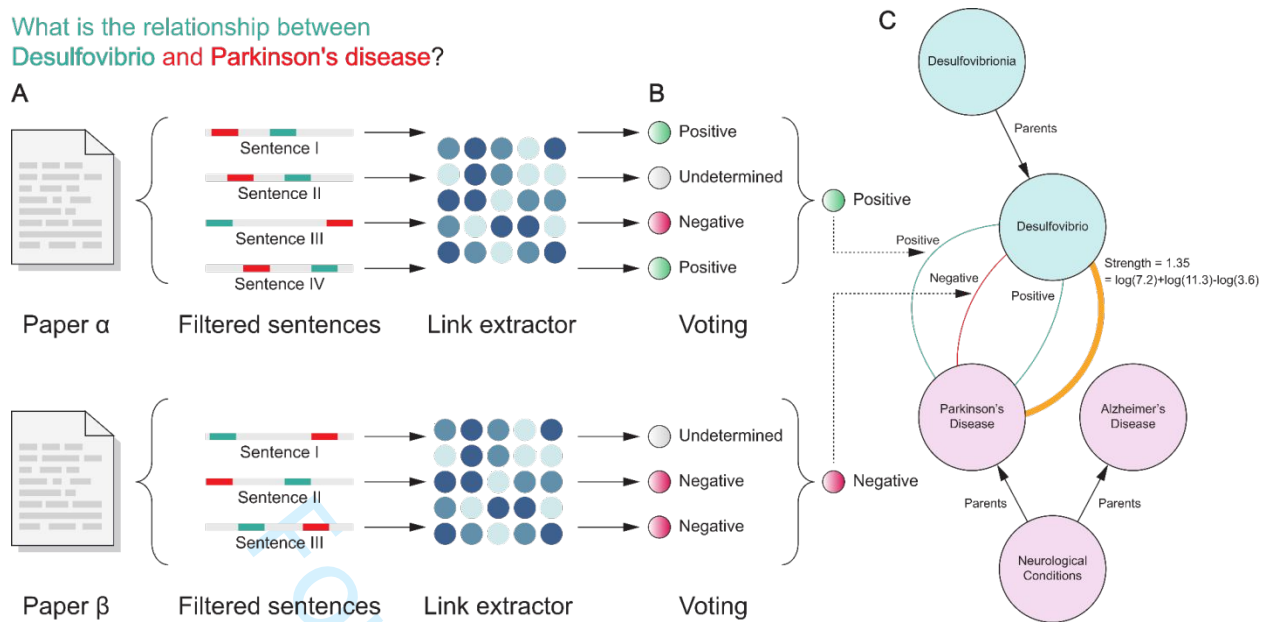 What is the relationship between
Desulfovibrio and Parkinson's disease?
A
Sentence I
Sentence II
Sentence III
Sentence IV
Paper α
Filtered sentences
Link extractor
B
Positive
Undetermined
Negative
Positive
Voting
Positive
Sentence I
Sentence II
Sentence III
Paper β
Filtered sentences
Link extractor
Undetermined
Negative
Negative
Voting
Negative
C
Desulfovibrionia
Parents
Desulfovibrio
Positive
Negative
Positive
Strength = 1.35
= log(7.2)+log(11.3)-log(3.6)
Parkinson's
Disease
Alzheimer's
Disease
Parents
Parents
Neurological
Conditions